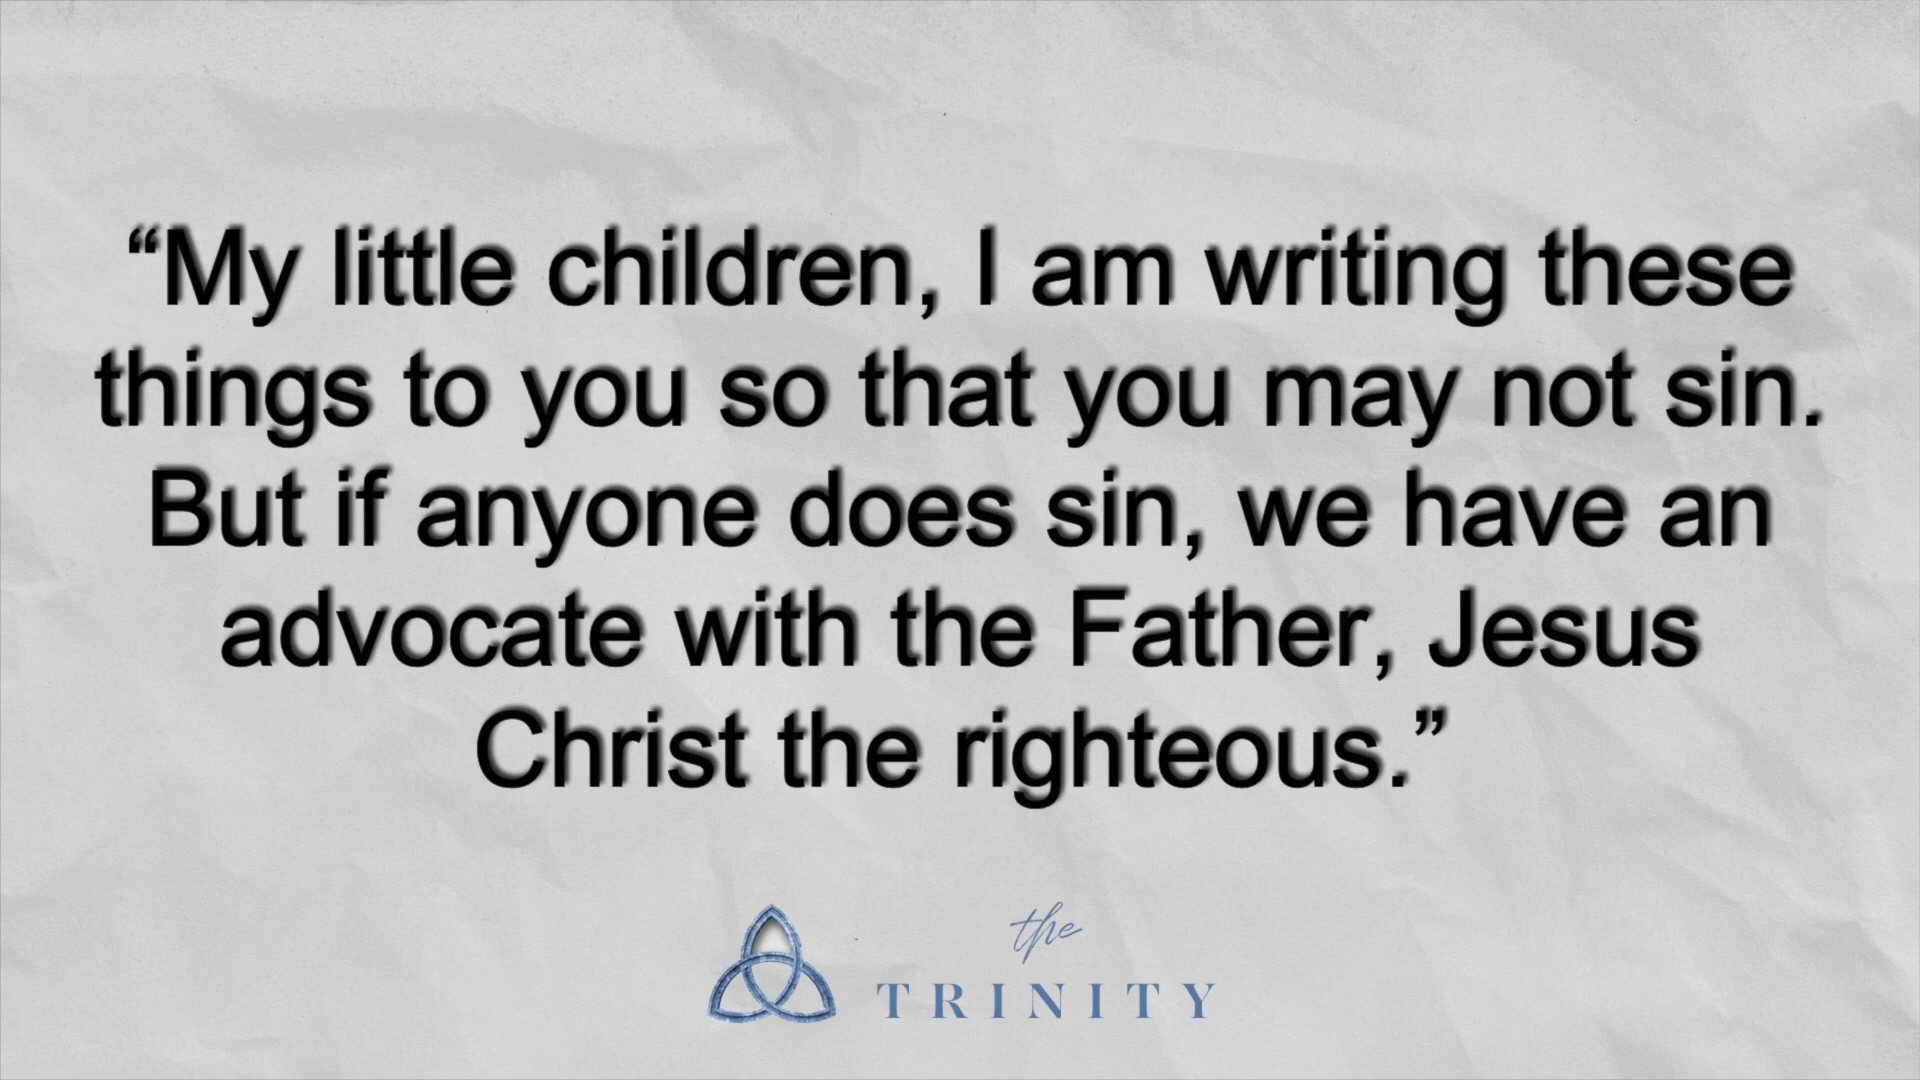 “My little children, I am writing these
things to you so that you may not sin.
But if anyone does sin, we have an
advocate with the Father, Jesus
Christ the righteous.”
the
TRINITY